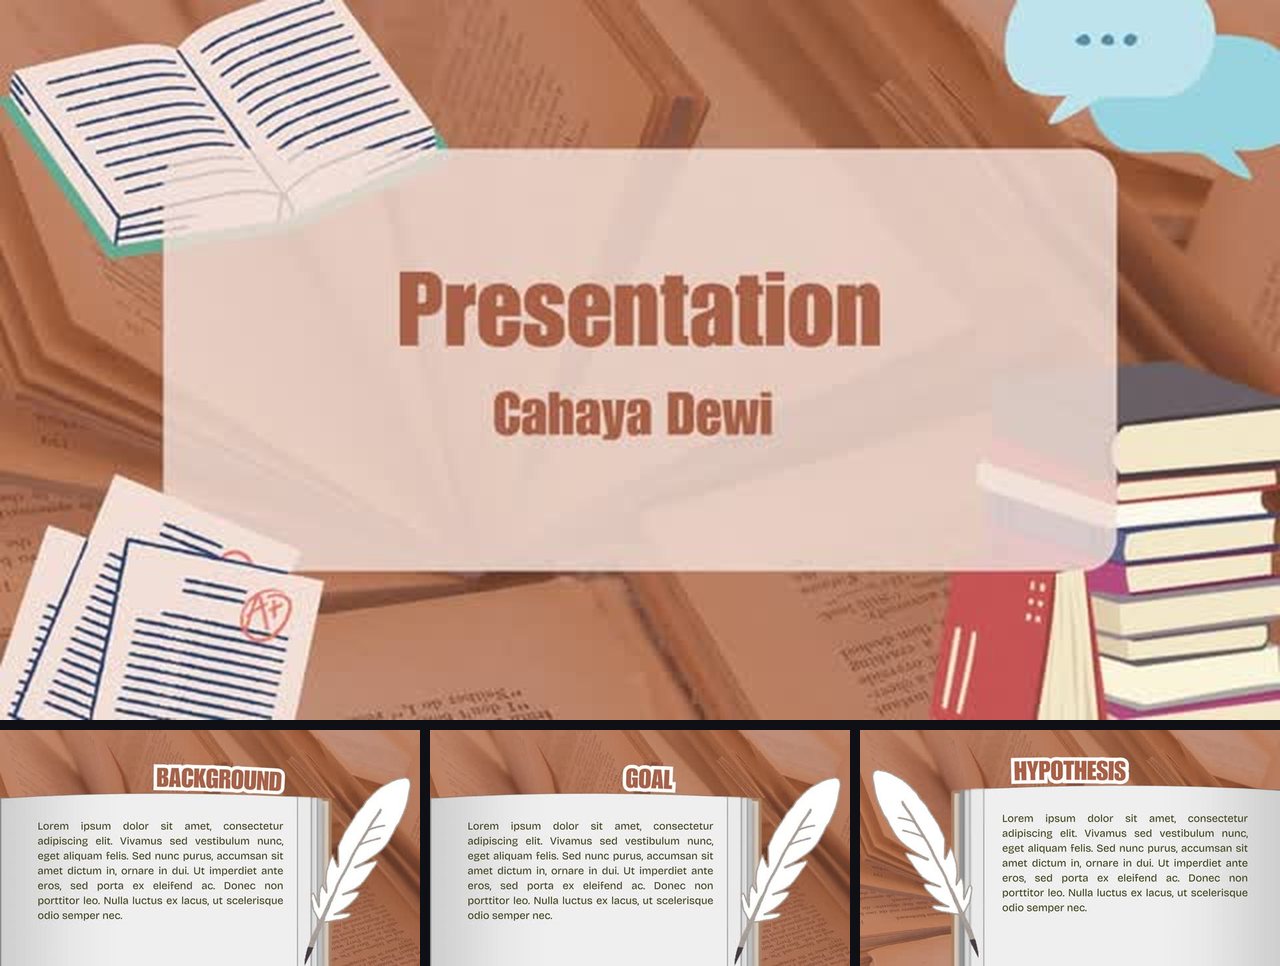 Presentation
Cahaya Dewi
A+
BACKGROUND
Lorem ipsum dolor sit amet, consectetur
adipiscing elit. Vivamus sed vestibulum nunc,
eget aliquam felis. Sed nunc purus, accumsan sit
amet dictum in, ornare in dui. Ut imperdiet ante
eros, sed porta ex eleifend ac. Donec non
porttitor leo. Nulla luctus ex lacus, ut scelerisque
odio semper nec.
GOAL
Lorem ipsum dolor sit amet, consectetur
adipiscing elit. Vivamus sed vestibulum nunc,
eget aliquam felis. Sed nunc purus, accumsan sit
amet dictum in, ornare in dui. Ut imperdiet ante
eros, sed porta ex eleifend ac. Donec non
porttitor leo. Nulla luctus ex lacus, ut scelerisque
odio semper nec.
HYPOTHESIS
Lorem ipsum dolor sit amet, consectetur
adipiscing elit. Vivamus sed vestibulum nunc,
eget aliquam felis. Sed nunc purus, accumsan sit
amet dictum in, ornare in dui. Ut imperdiet ante
eros, sed porta ex eleifend ac. Donec non
porttitor leo. Nulla luctus ex lacus, ut scelerisque
odio semper nec.